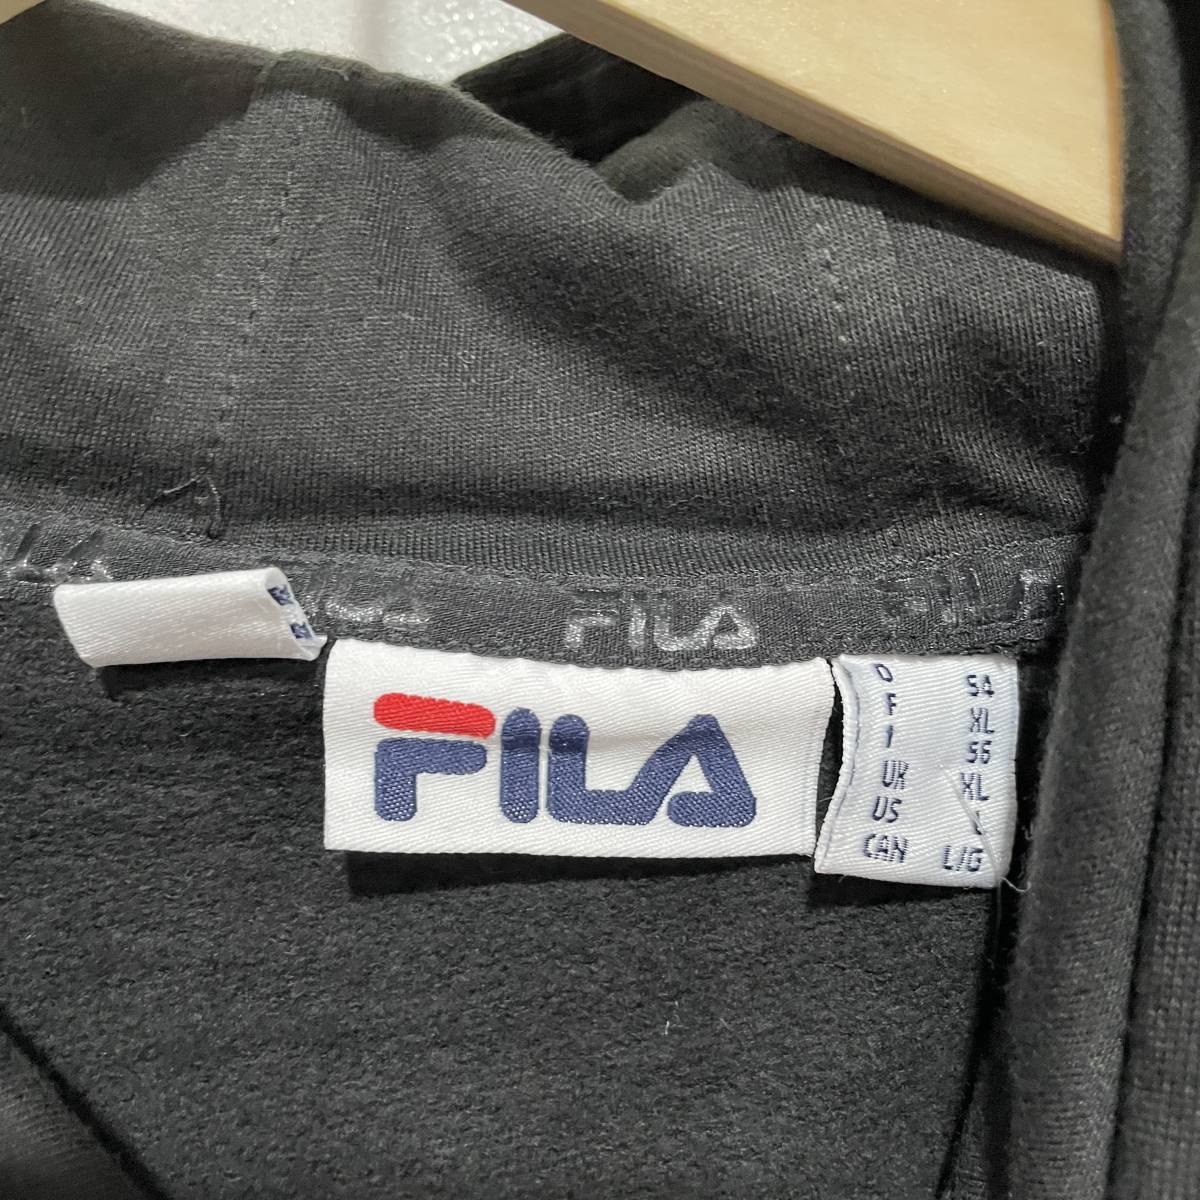 FILA
FILA
D 54
F XL
I 56
UK XL
US L
CAN L/G